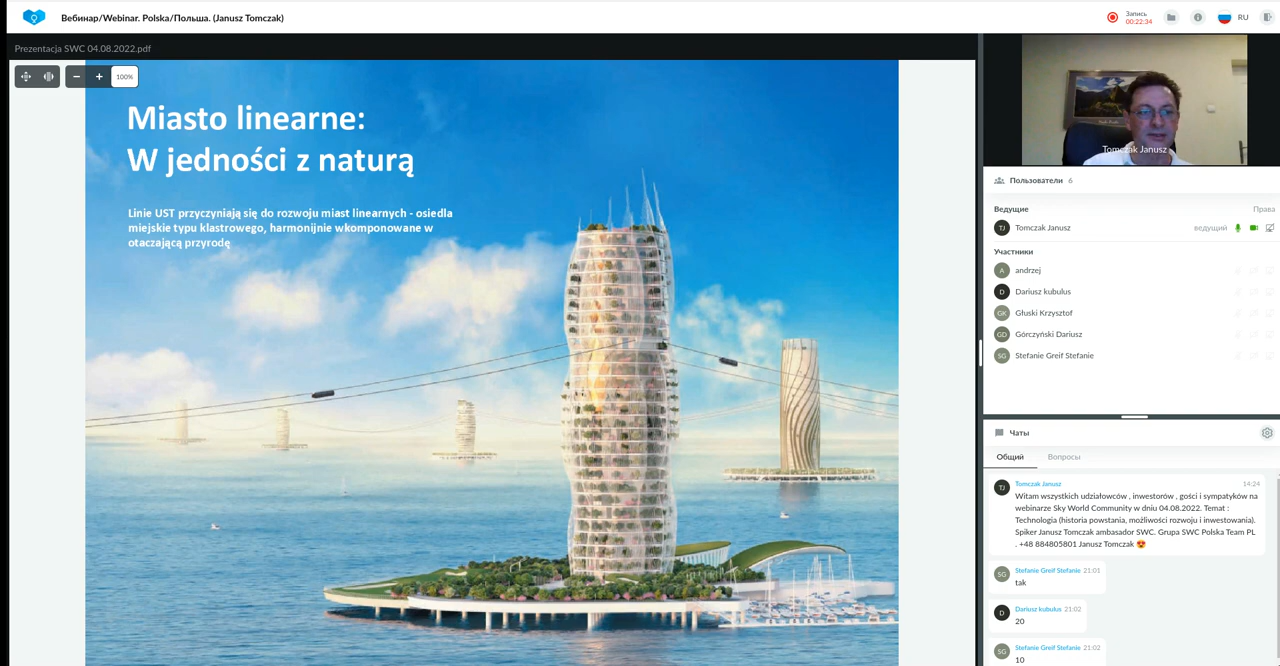 Вебинар/Webinar. Polska/Польша. (Janusz Tomczak)
Запись
00:22:34
RU
Prezentacja SWC 04.08.2022.pdf
100%
Miasto linearne:
W jedności z naturą
Linie UST przyczyniają się do rozwoju miast linearnych - osiedla
miejskie typu klastrowego, harmonijnie wkomponowane w
otaczającą przyrodę
Tomczak Janusz
Пользователи 6
Ведущие Права
TJ Tomczak Janusz ведущий
Участники
A andrzej
D Dariusz kubulus
GK Głuski Krzysztof
GD Górczyński Dariusz
SG Stefanie Greif Stefanie
Чаты
Общий Вопросы
TJ Tomczak Janusz 14:24
Witam wszystkich udziałowców , inwestorów , gości i sympatyków na
webinarze Sky World Community w dniu 04.08.2022. Temat :
Technologia (historia powstania, możliwości rozwoju i inwestowania).
Spiker Janusz Tomczak ambasador SWC. Grupa SWC Polska Team PL
. +48 884805801 Janusz Tomczak 😍
SG Stefanie Greif Stefanie 21:01
tak
D Dariusz kubulus 21:02
20
SG Stefanie Greif Stefanie 21:02
10